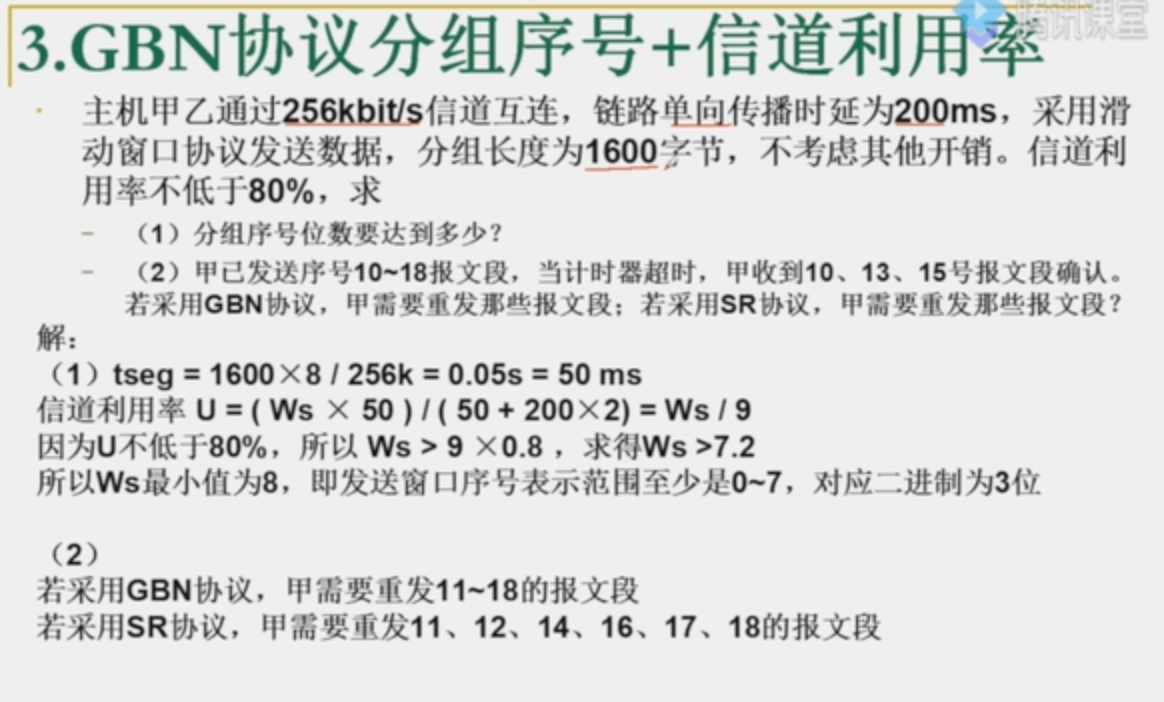 腾讯课堂
3.GBN协议分组序号+信道利用率
主机甲乙通过256kbit/s信道互连，链路单向传播时延为200ms，采用滑
动窗口协议发送数据，分组长度为1600字节，不考虑其他开销。信道利
用率不低于80%，求
（1）分组序号位数要达到多少？
（2）甲已发送序号10~18报文段，当计时器超时，甲收到10、13、15号报文段确认。
若采用GBN协议，甲需要重发那些报文段；若采用SR协议，甲需要重发那些报文段？
解：
（1）tseg = 1600×8 / 256k = 0.05s = 50 ms
信道利用率 U = ( Ws × 50 ) / ( 50 + 200×2) = Ws / 9
因为U不低于80%，所以 Ws > 9 ×0.8 ，求得Ws >7.2
所以Ws最小值为8，即发送窗口序号表示范围至少是0~7，对应二进制为3位
（2）
若采用GBN协议，甲需要重发11~18的报文段
若采用SR协议，甲需要重发11、12、14、16、17、18的报文段